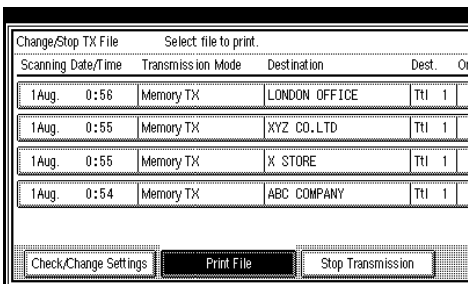 Change/Stop TX File Select file to print.
Scanning Date/Time Transmission Mode Destination Dest.
1Aug. 0:56 Memory TX LONDON OFFICE Ttl 1
1Aug. 0:55 Memory TX XYZ CO.LTD Ttl 1
1Aug. 0:55 Memory TX X STORE Ttl 1
1Aug. 0:54 Memory TX ABC COMPANY Ttl 1
Check/Change Settings Print File Stop Transmission